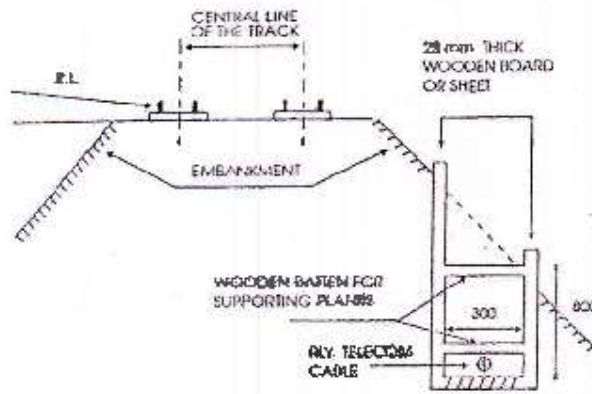 CENTRAL LINE
OF THE TRACK
28 mm THICK
WOODEN BOARD
OR SHEET
R.L.
EMBANKMENT
WOODEN BATTEN FOR
SUPPORTING PLANKS
300
RLY. TELECOM
CABLE